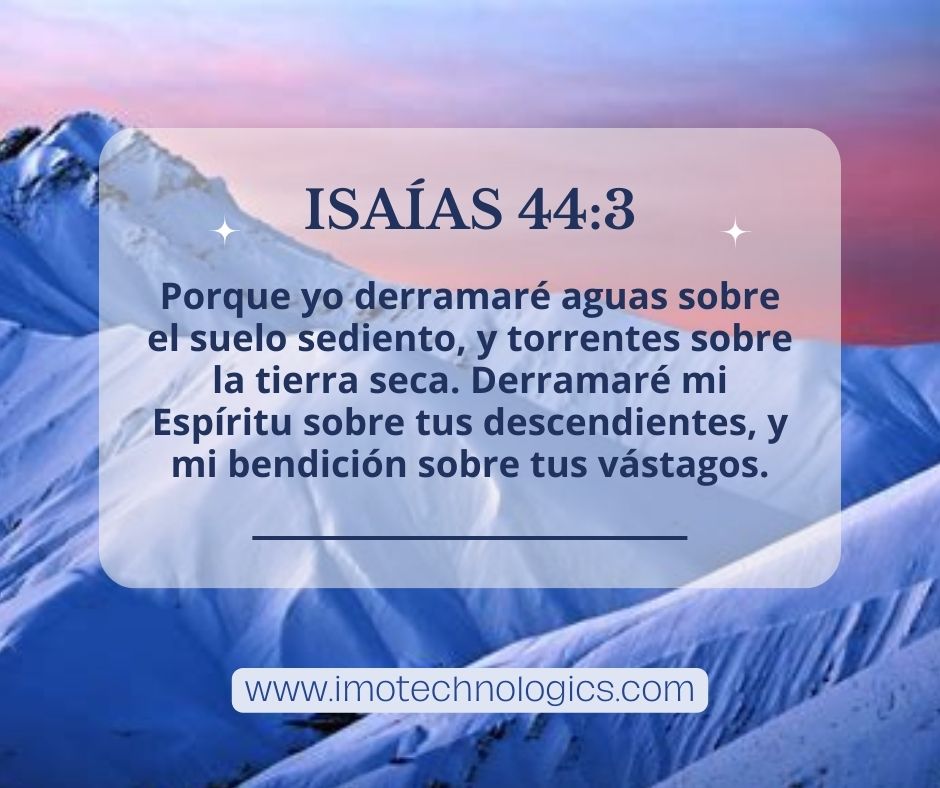 ISAÍAS 44:3
Porque yo derramaré aguas sobre
el suelo sediento, y torrentes sobre
la tierra seca. Derramaré mi
Espíritu sobre tus descendientes, y
mi bendición sobre tus vástagos.
www.imotechnologics.com